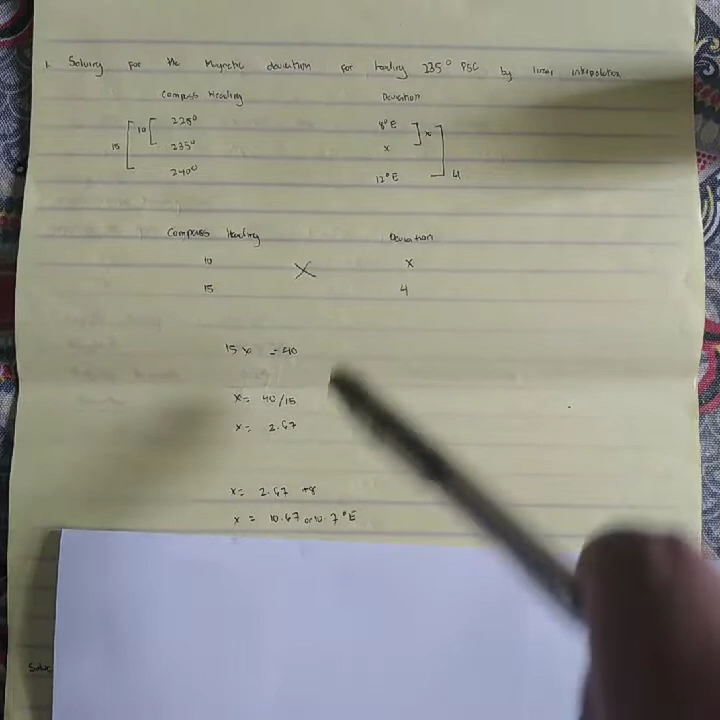 1. Solving for the Magnetic deviation for heading 235° PSC by linear interpolation
Compass Heading Deviation
225° 8°E
15 10 235° x x
240° 12°E 4
Compass Heading Deviation
10 x
15 4
15x = 40
x= 40/15
x= 2.67
x= 2.67 +8
x = 10.67 or 10.7°E
Solve